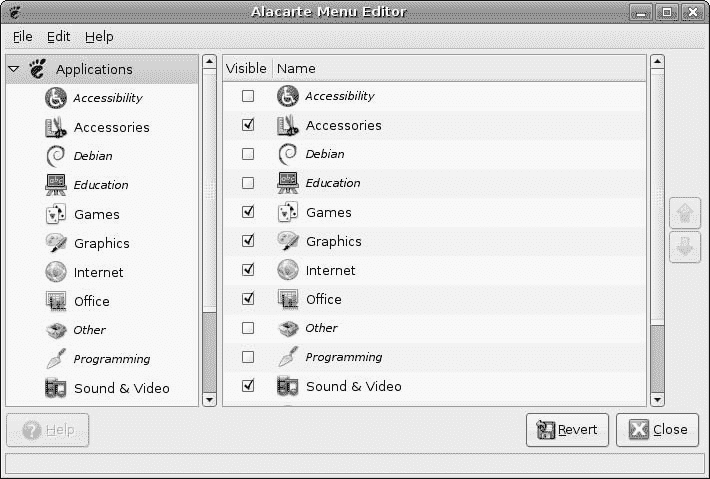 Alacarte Menu Editor
File Edit Help
Applications
Accessibility
Accessories
Debian
Education
Games
Graphics
Internet
Office
Other
Programming
Sound & Video
Visible Name
Accessibility
Accessories
Debian
Education
Games
Graphics
Internet
Office
Other
Programming
Sound & Video
Help
Revert
Close